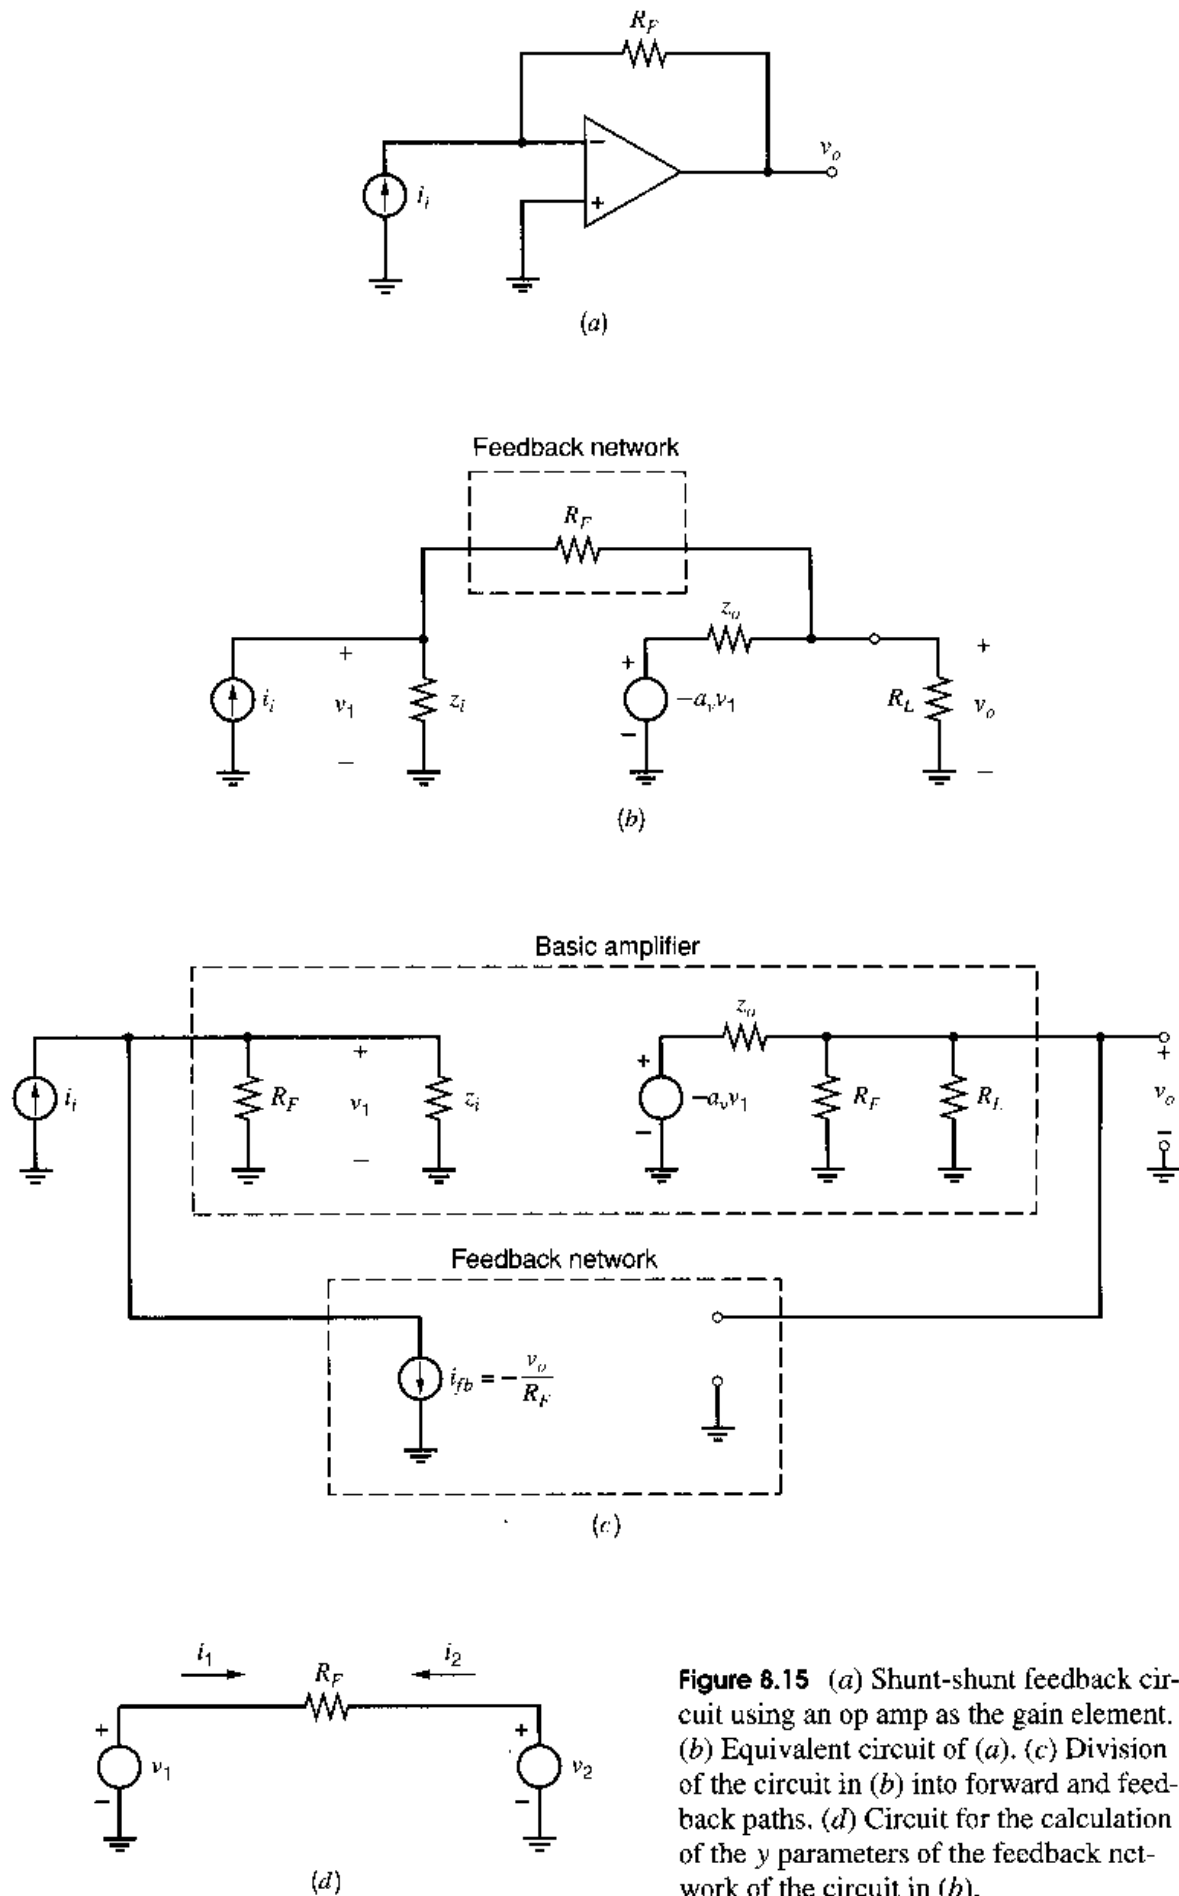 R_F
v_o
−
+
i_i
(a)
Feedback network
R_F
z_o
+
v_1
−
i_i
z_i
+
−
−a_v v_1
R_L
+
v_o
−
(b)
Basic amplifier
z_o
i_i
R_F
+
v_1
−
z_i
+
−
−a_v v_1
R_F
R_L
+
v_o
−
Feedback network
i_fb = − v_o / R_F
(c)
i_1
R_F
i_2
+
v_1
−
+
v_2
−
(d)
Figure 8.15 (a) Shunt-shunt feedback cir-
cuit using an op amp as the gain element.
(b) Equivalent circuit of (a). (c) Division
of the circuit in (b) into forward and feed-
back paths. (d) Circuit for the calculation
of the y parameters of the feedback net-
work of the circuit in (b).